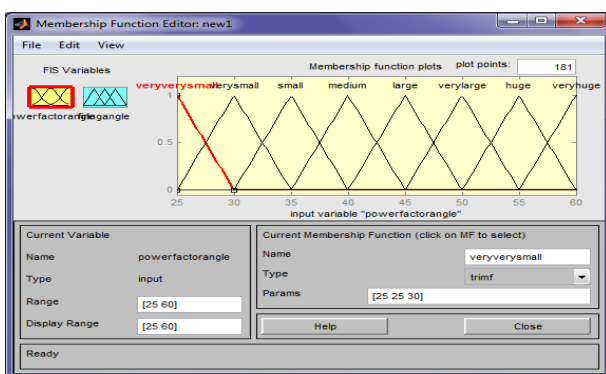 Membership Function Editor: new1
File Edit View
FIS Variables
Membership function plots plot points: 181
veryverysmall verysmall small medium large verylarge huge veryhuge
1
0.5
0
25 30 35 40 45 50 55 60
input variable "powerfactorangle"
Current Variable
Name powerfactorangle
Type input
Range [25 60]
Display Range [25 60]
Current Membership Function (click on MF to select)
Name veryverysmall
Type trimf
Params [25 25 30]
Help Close
Ready